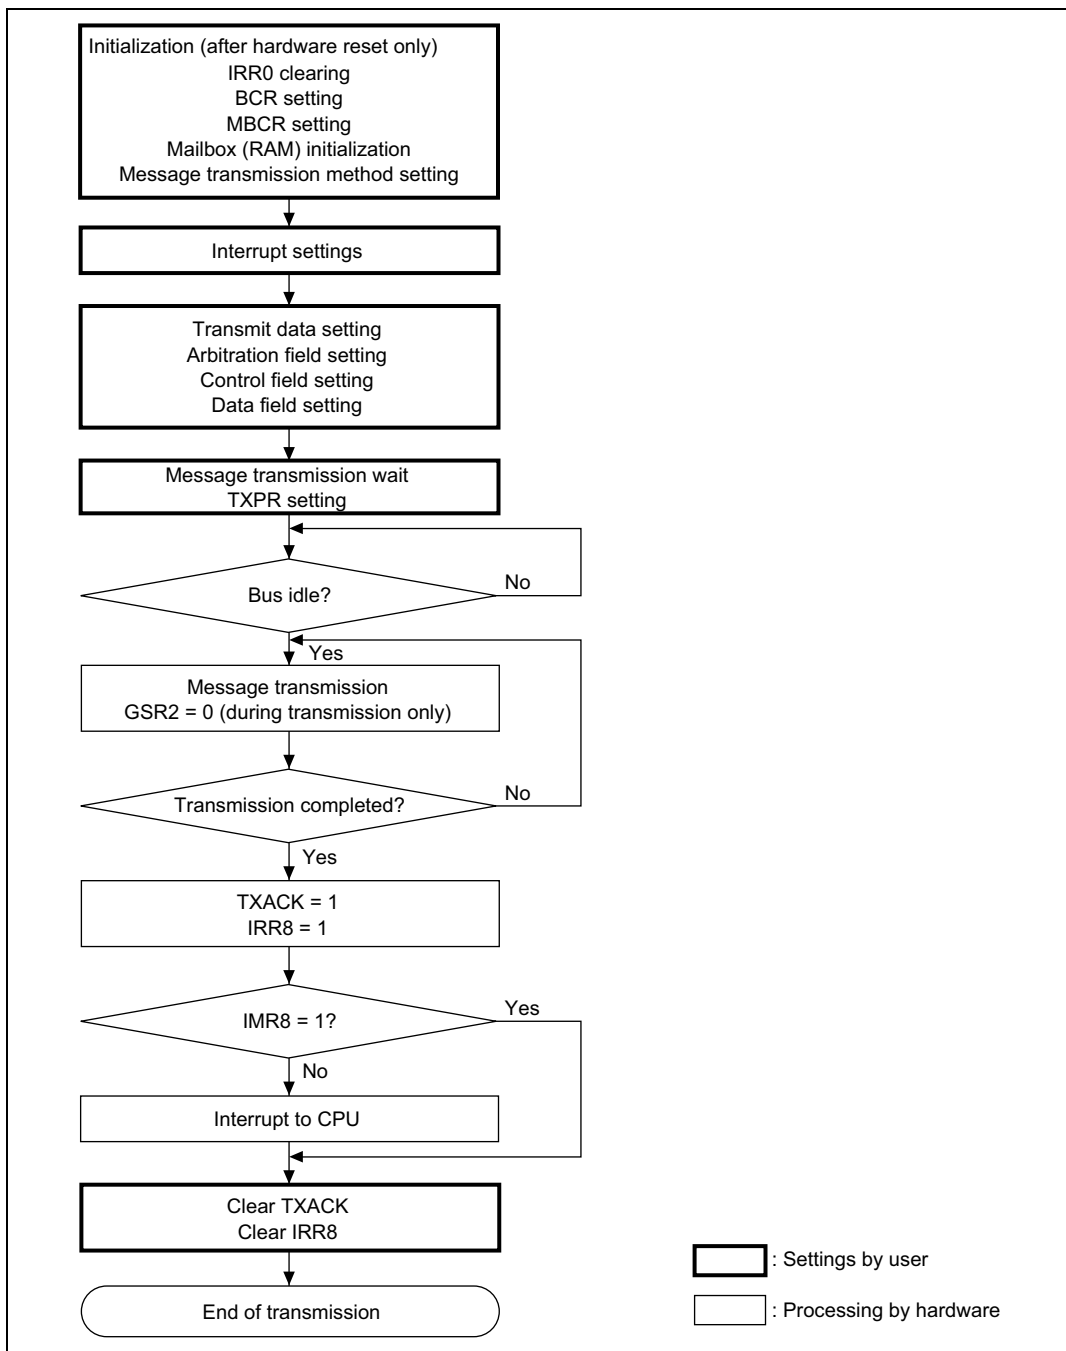 Initialization (after hardware reset only)
IRR0 clearing
BCR setting
MBCR setting
Mailbox (RAM) initialization
Message transmission method setting
Interrupt settings
Transmit data setting
Arbitration field setting
Control field setting
Data field setting
Message transmission wait
TXPR setting
Bus idle?
No
Yes
Message transmission
GSR2 = 0 (during transmission only)
Transmission completed?
No
Yes
TXACK = 1
IRR8 = 1
IMR8 = 1?
Yes
No
Interrupt to CPU
Clear TXACK
Clear IRR8
End of transmission
: Settings by user
: Processing by hardware